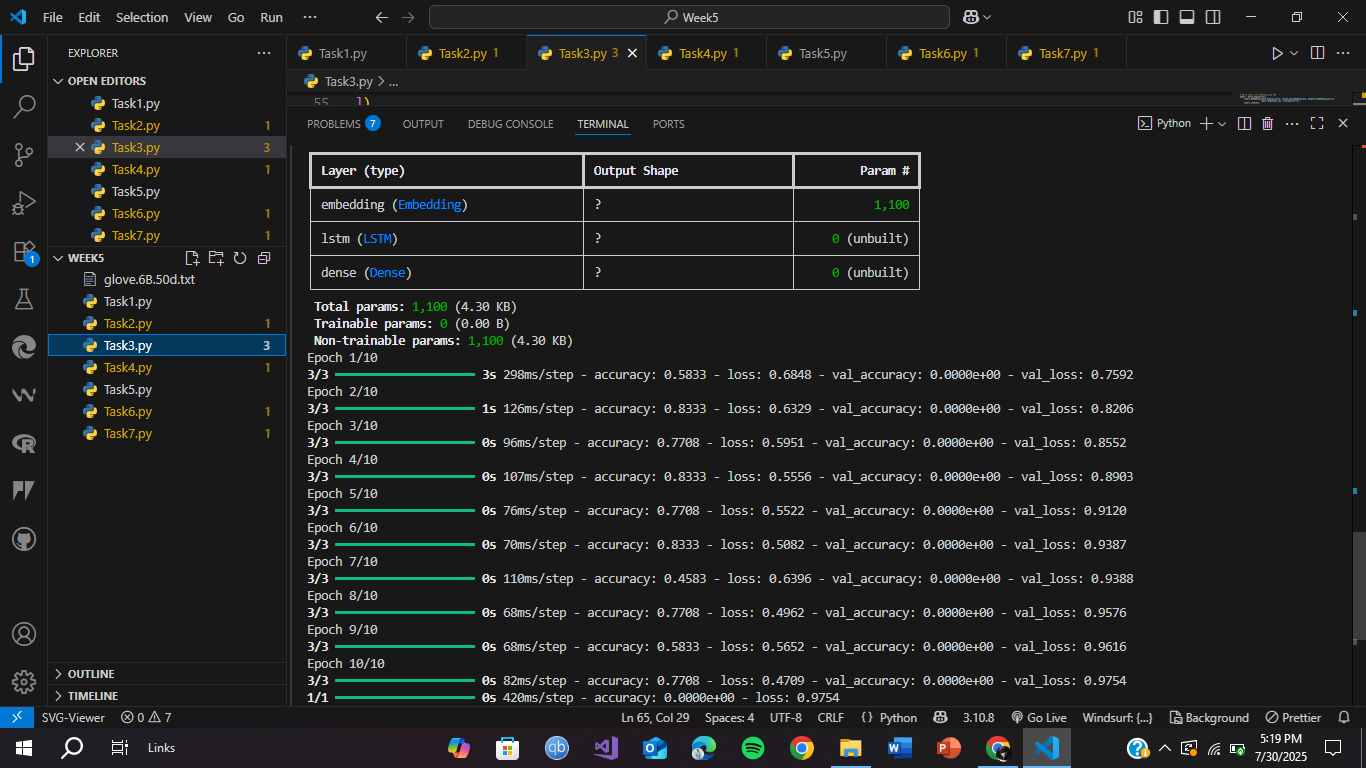 File Edit Selection View Go Run ··· Week5
EXPLORER ···
OPEN EDITORS
Task1.py
Task2.py 1
Task3.py 3
Task4.py 1
Task5.py
Task6.py 1
Task7.py 1
WEEK5
glove.6B.50d.txt
Task1.py
Task2.py 1
Task3.py 3
Task4.py 1
Task5.py
Task6.py 1
Task7.py 1
OUTLINE
TIMELINE
1
Task1.py Task2.py 1 Task3.py 3 Task4.py 1 Task5.py Task6.py 1 Task7.py 1
Task3.py > ...
55 ])
PROBLEMS 7 OUTPUT DEBUG CONSOLE TERMINAL PORTS Python
Layer (type) Output Shape Param #
embedding (Embedding) ? 1,100
lstm (LSTM) ? 0 (unbuilt)
dense (Dense) ? 0 (unbuilt)
Total params: 1,100 (4.30 KB)
Trainable params: 0 (0.00 B)
Non-trainable params: 1,100 (4.30 KB)
Epoch 1/10
3/3 3s 298ms/step - accuracy: 0.5833 - loss: 0.6848 - val_accuracy: 0.0000e+00 - val_loss: 0.7592
Epoch 2/10
3/3 1s 126ms/step - accuracy: 0.8333 - loss: 0.6329 - val_accuracy: 0.0000e+00 - val_loss: 0.8206
Epoch 3/10
3/3 0s 96ms/step - accuracy: 0.7708 - loss: 0.5951 - val_accuracy: 0.0000e+00 - val_loss: 0.8552
Epoch 4/10
3/3 0s 107ms/step - accuracy: 0.8333 - loss: 0.5556 - val_accuracy: 0.0000e+00 - val_loss: 0.8903
Epoch 5/10
3/3 0s 76ms/step - accuracy: 0.7708 - loss: 0.5522 - val_accuracy: 0.0000e+00 - val_loss: 0.9120
Epoch 6/10
3/3 0s 70ms/step - accuracy: 0.8333 - loss: 0.5082 - val_accuracy: 0.0000e+00 - val_loss: 0.9387
Epoch 7/10
3/3 0s 110ms/step - accuracy: 0.4583 - loss: 0.6396 - val_accuracy: 0.0000e+00 - val_loss: 0.9388
Epoch 8/10
3/3 0s 68ms/step - accuracy: 0.7708 - loss: 0.4962 - val_accuracy: 0.0000e+00 - val_loss: 0.9576
Epoch 9/10
3/3 0s 68ms/step - accuracy: 0.5833 - loss: 0.5652 - val_accuracy: 0.0000e+00 - val_loss: 0.9616
Epoch 10/10
3/3 0s 82ms/step - accuracy: 0.7708 - loss: 0.4709 - val_accuracy: 0.0000e+00 - val_loss: 0.9754
1/1 0s 420ms/step - accuracy: 0.0000e+00 - loss: 0.9754
SVG-Viewer 0 7 Ln 65, Col 29 Spaces: 4 UTF-8 CRLF {} Python 3.10.8 Go Live Windsurf: {...} Background Prettier
Links 5:19 PM
7/30/2025